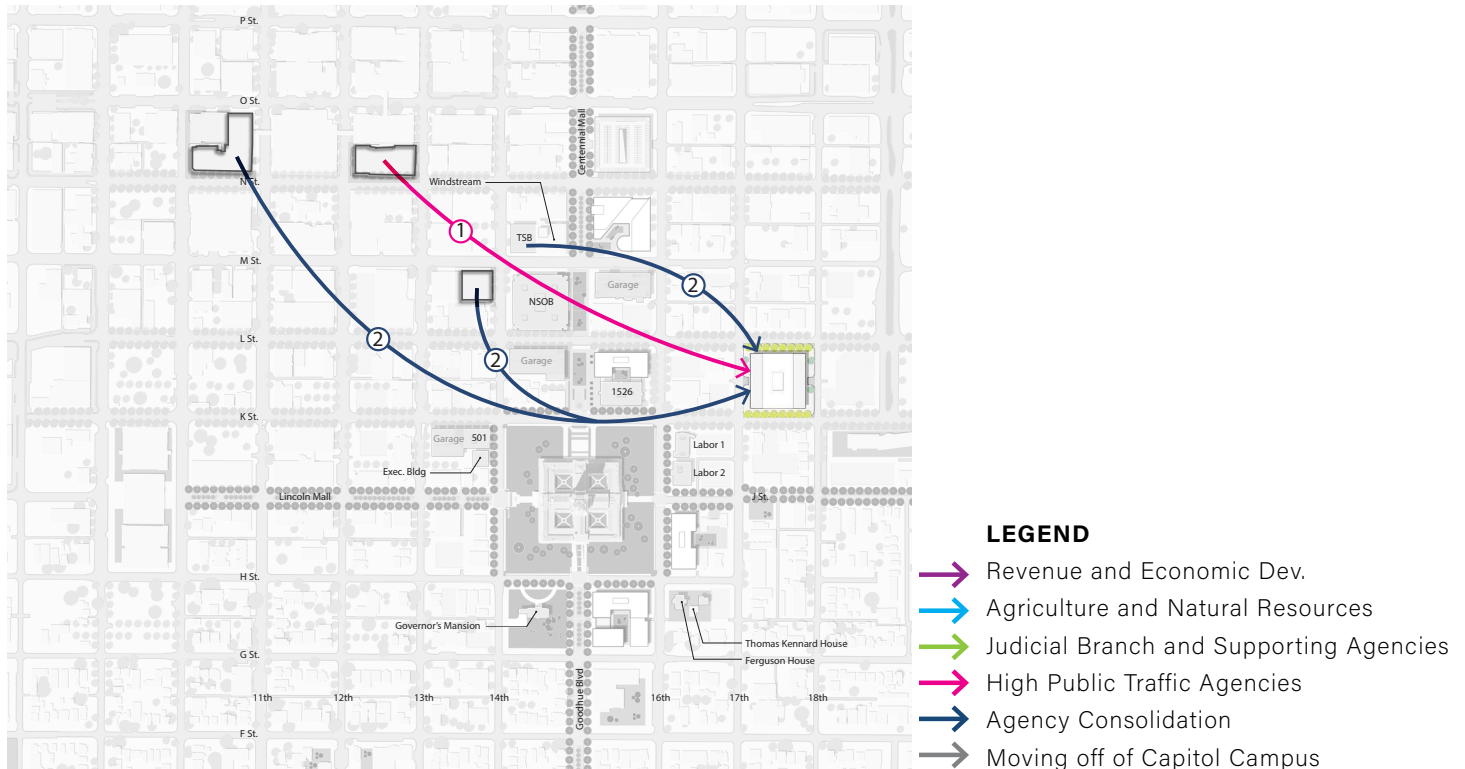 P St.
O St.
Centennial Mall
N St.
Windstream
1
TSB
M St.
2
Garage
NSOB
L St.
2
2
Garage
1526
K St.
Garage 501
Labor 1
Exec. Bldg
Labor 2
Lincoln Mall
J St.
H St.
Governor's Mansion
Thomas Kennard House
G St.
Ferguson House
11th 12th 13th 14th 16th 17th 18th
Goodhue Blvd
F St.
LEGEND
Revenue and Economic Dev.
Agriculture and Natural Resources
Judicial Branch and Supporting Agencies
High Public Traffic Agencies
Agency Consolidation
Moving off of Capitol Campus